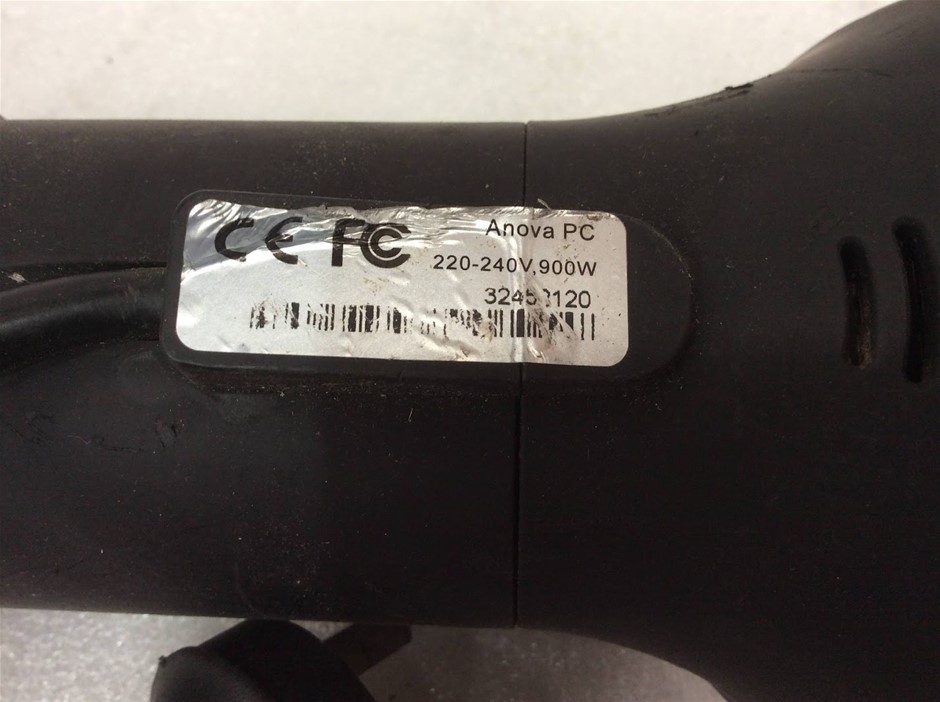 CE FC Anova PC
220-240V,900W